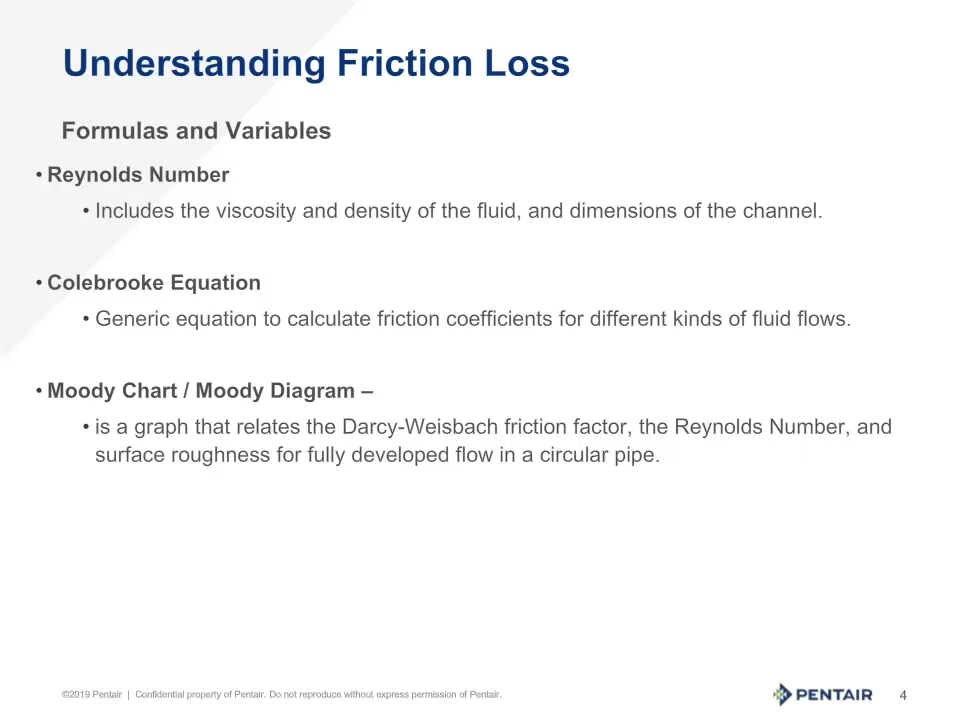 Understanding Friction Loss
Formulas and Variables
• Reynolds Number
• Includes the viscosity and density of the fluid, and dimensions of the channel.
• Colebrooke Equation
• Generic equation to calculate friction coefficients for different kinds of fluid flows.
• Moody Chart / Moody Diagram –
• is a graph that relates the Darcy-Weisbach friction factor, the Reynolds Number, and
surface roughness for fully developed flow in a circular pipe.
©2019 Pentair | Confidential property of Pentair. Do not reproduce without express permission of Pentair.
PENTAIR
4